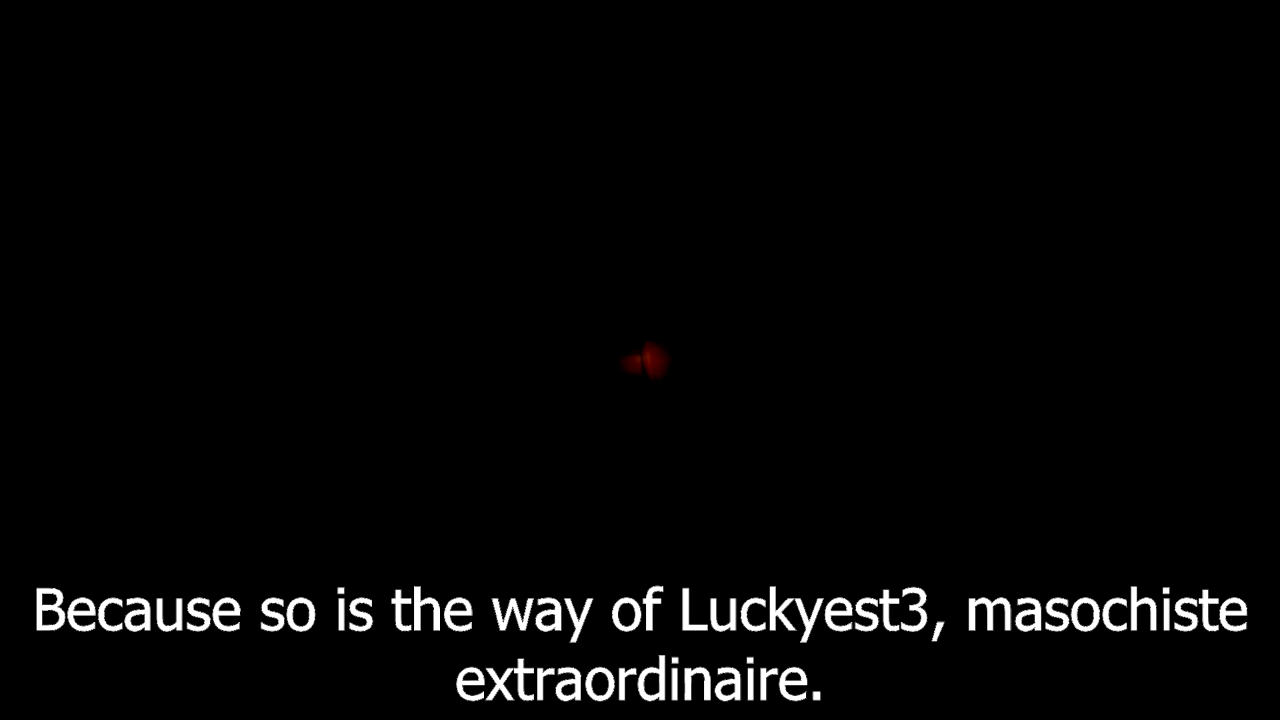 Because so is the way of Luckyest3, masochiste
extraordinaire.